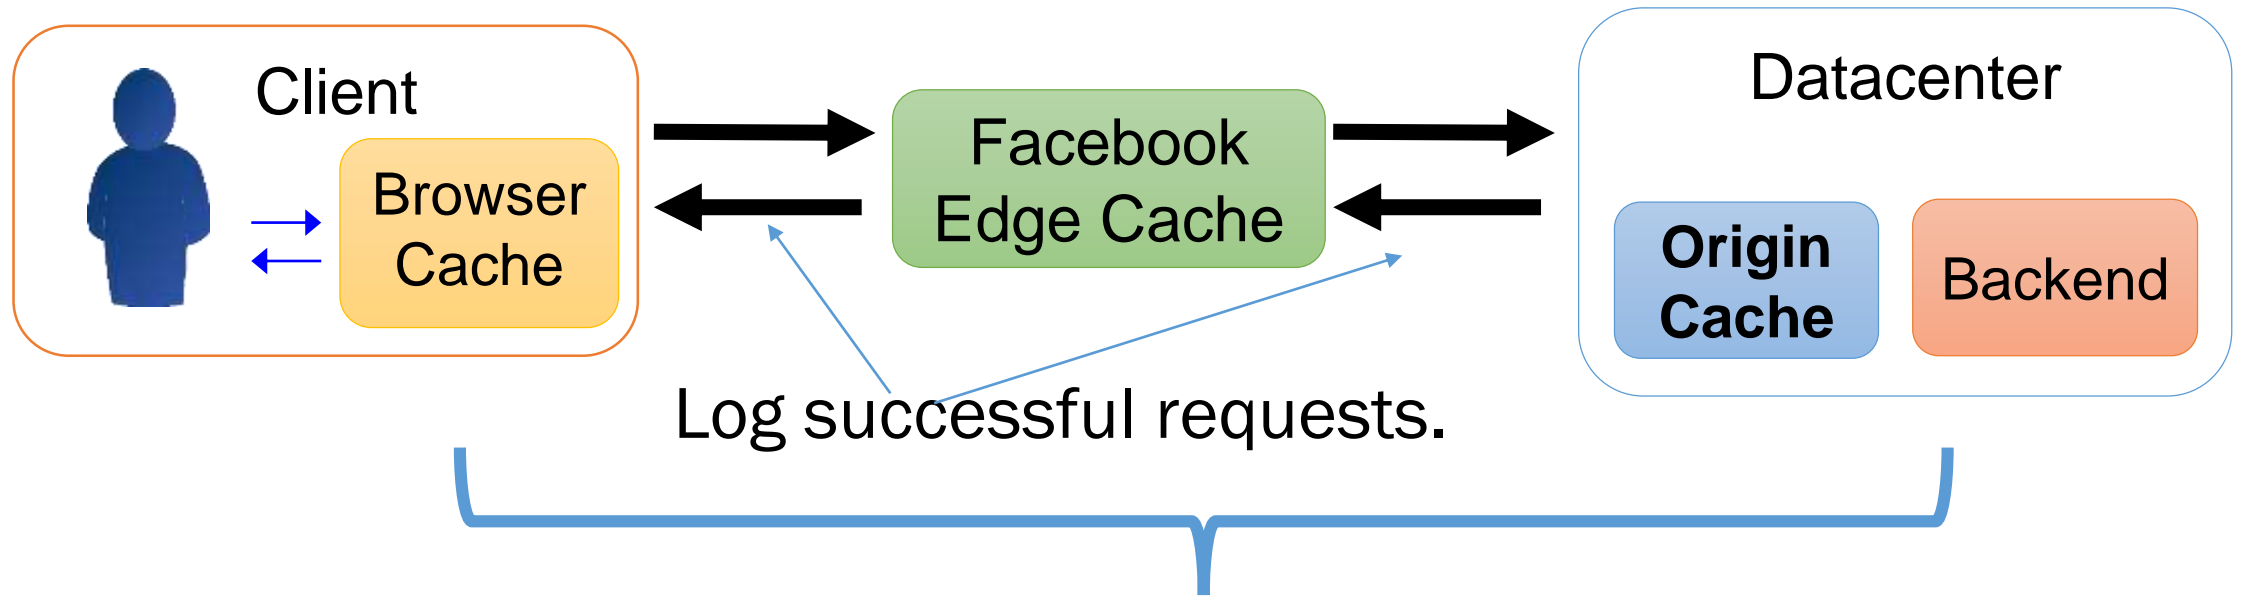 Client
Browser
Cache
Facebook
Edge Cache
Datacenter
Origin
Cache
Backend
Log successful requests.